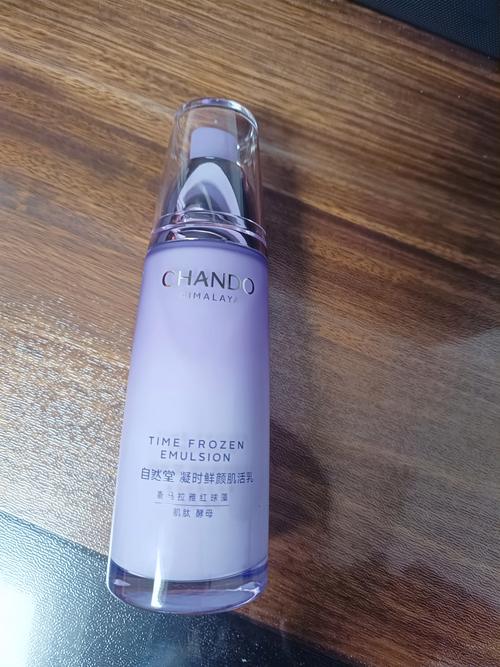 CHANDO
HIMALAYA
TIME FROZEN
EMULSION
自然堂 凝时鲜颜肌活乳
喜马拉雅红球藻
肌肽 酵母